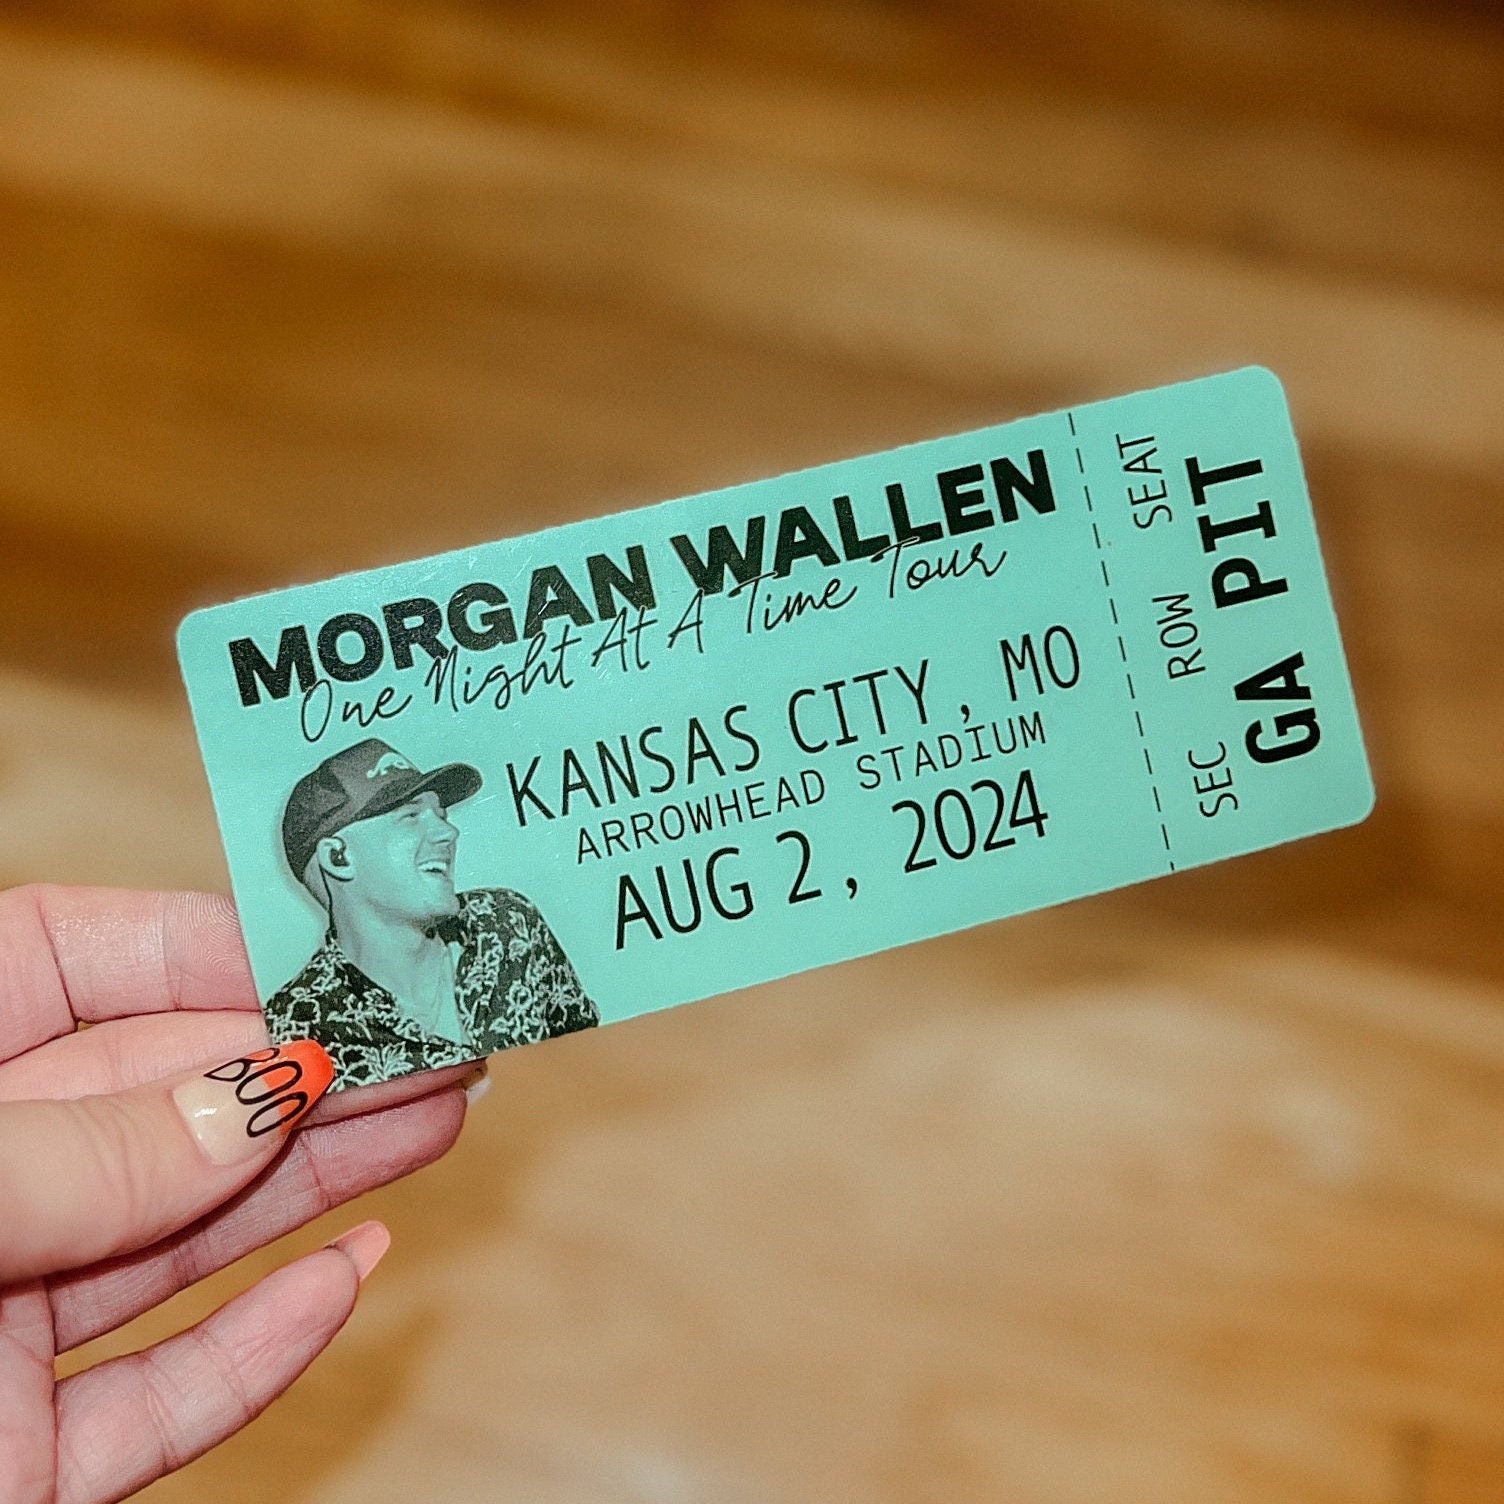 MORGAN WALLEN
One Night At A Time Tour
KANSAS CITY, MO
ARROWHEAD STADIUM
AUG 2, 2024
SEC ROW SEAT
GA PIT
BOO